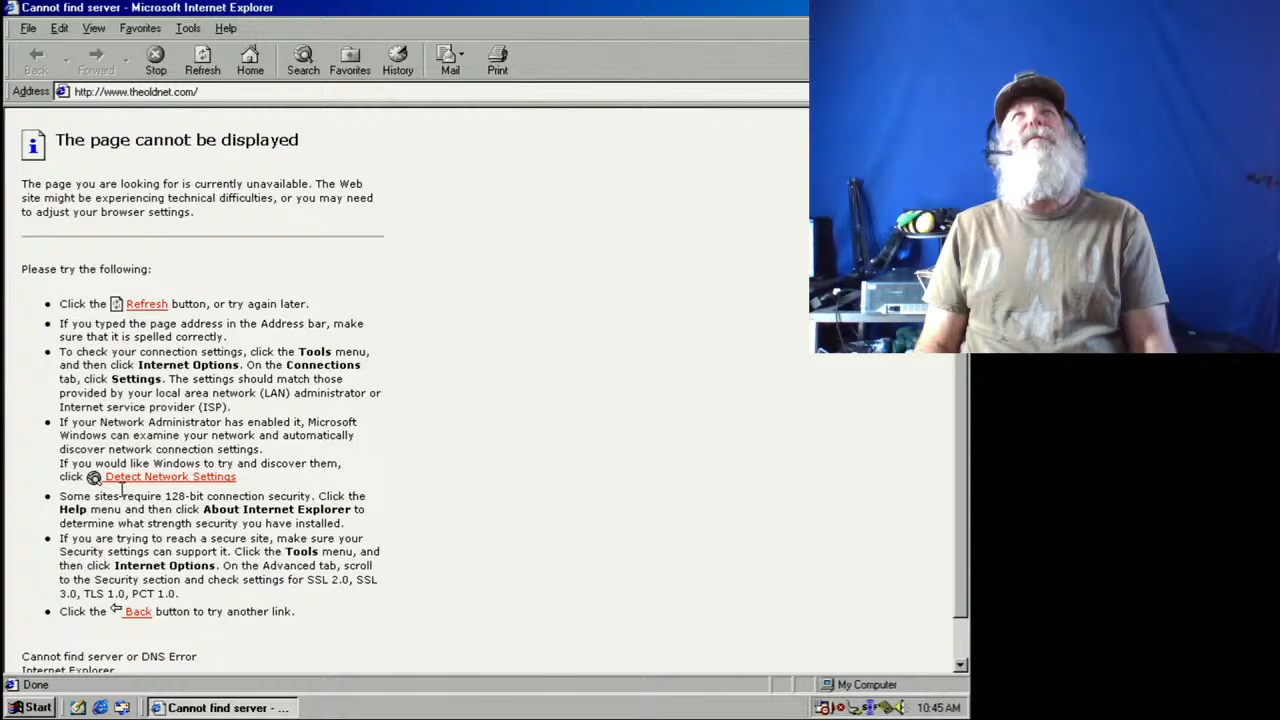 Cannot find server - Microsoft Internet Explorer
File Edit View Favorites Tools Help
Back Forward Stop Refresh Home Search Favorites History Mail Print
Address http://www.theoldnet.com/
The page cannot be displayed
The page you are looking for is currently unavailable. The Web
site might be experiencing technical difficulties, or you may need
to adjust your browser settings.
Please try the following:
Click the Refresh button, or try again later.
If you typed the page address in the Address bar, make
sure that it is spelled correctly.
To check your connection settings, click the Tools menu,
and then click Internet Options. On the Connections
tab, click Settings. The settings should match those
provided by your local area network (LAN) administrator or
Internet service provider (ISP).
If your Network Administrator has enabled it, Microsoft
Windows can examine your network and automatically
discover network connection settings.
If you would like Windows to try and discover them,
click Detect Network Settings
Some sites require 128-bit connection security. Click the
Help menu and then click About Internet Explorer to
determine what strength security you have installed.
If you are trying to reach a secure site, make sure your
Security settings can support it. Click the Tools menu, and
then click Internet Options. On the Advanced tab, scroll
to the Security section and check settings for SSL 2.0, SSL
3.0, TLS 1.0, PCT 1.0.
Click the Back button to try another link.
Cannot find server or DNS Error
Internet Explorer
Done My Computer
Start Cannot find server - ... 10:45 AM